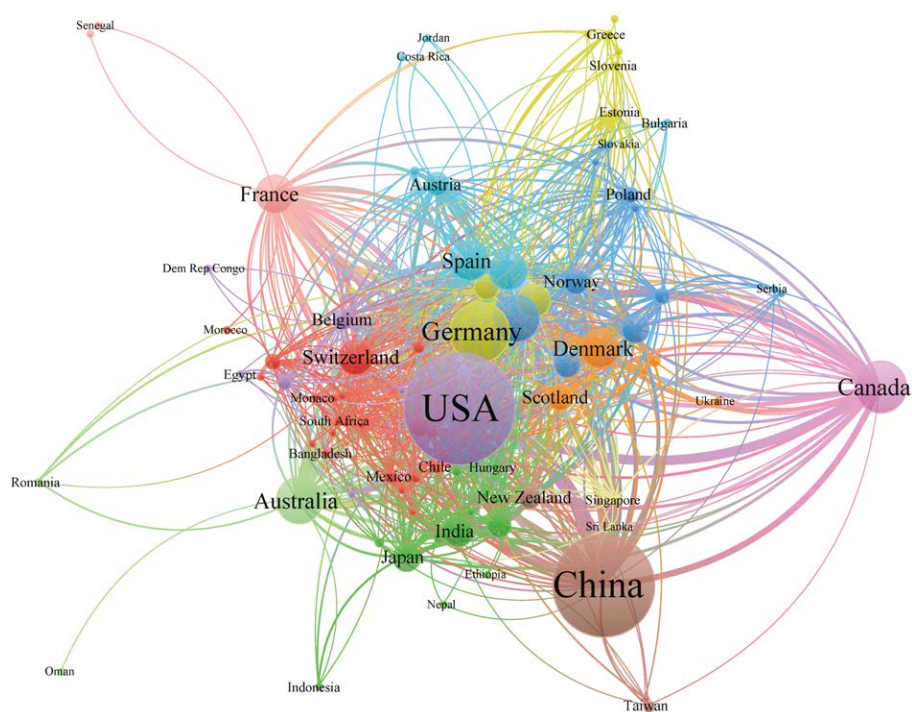 Senegal
Greece
Jordan
Costa Rica
Slovenia
Estonia
Bulgaria
Slovakia
France
Austria
Poland
Spain
Dem Rep Congo
Norway
Serbia
Belgium
Morocco
Germany
Switzerland
Denmark
Egypt
Canada
Monaco
USA
Scotland
Ukraine
South Africa
Bangladesh
Chile
Hungary
Mexico
Romania
Australia
New Zealand
Singapore
Sri Lanka
India
Japan
Ethiopia
China
Nepal
Oman
Indonesia
Taiwan